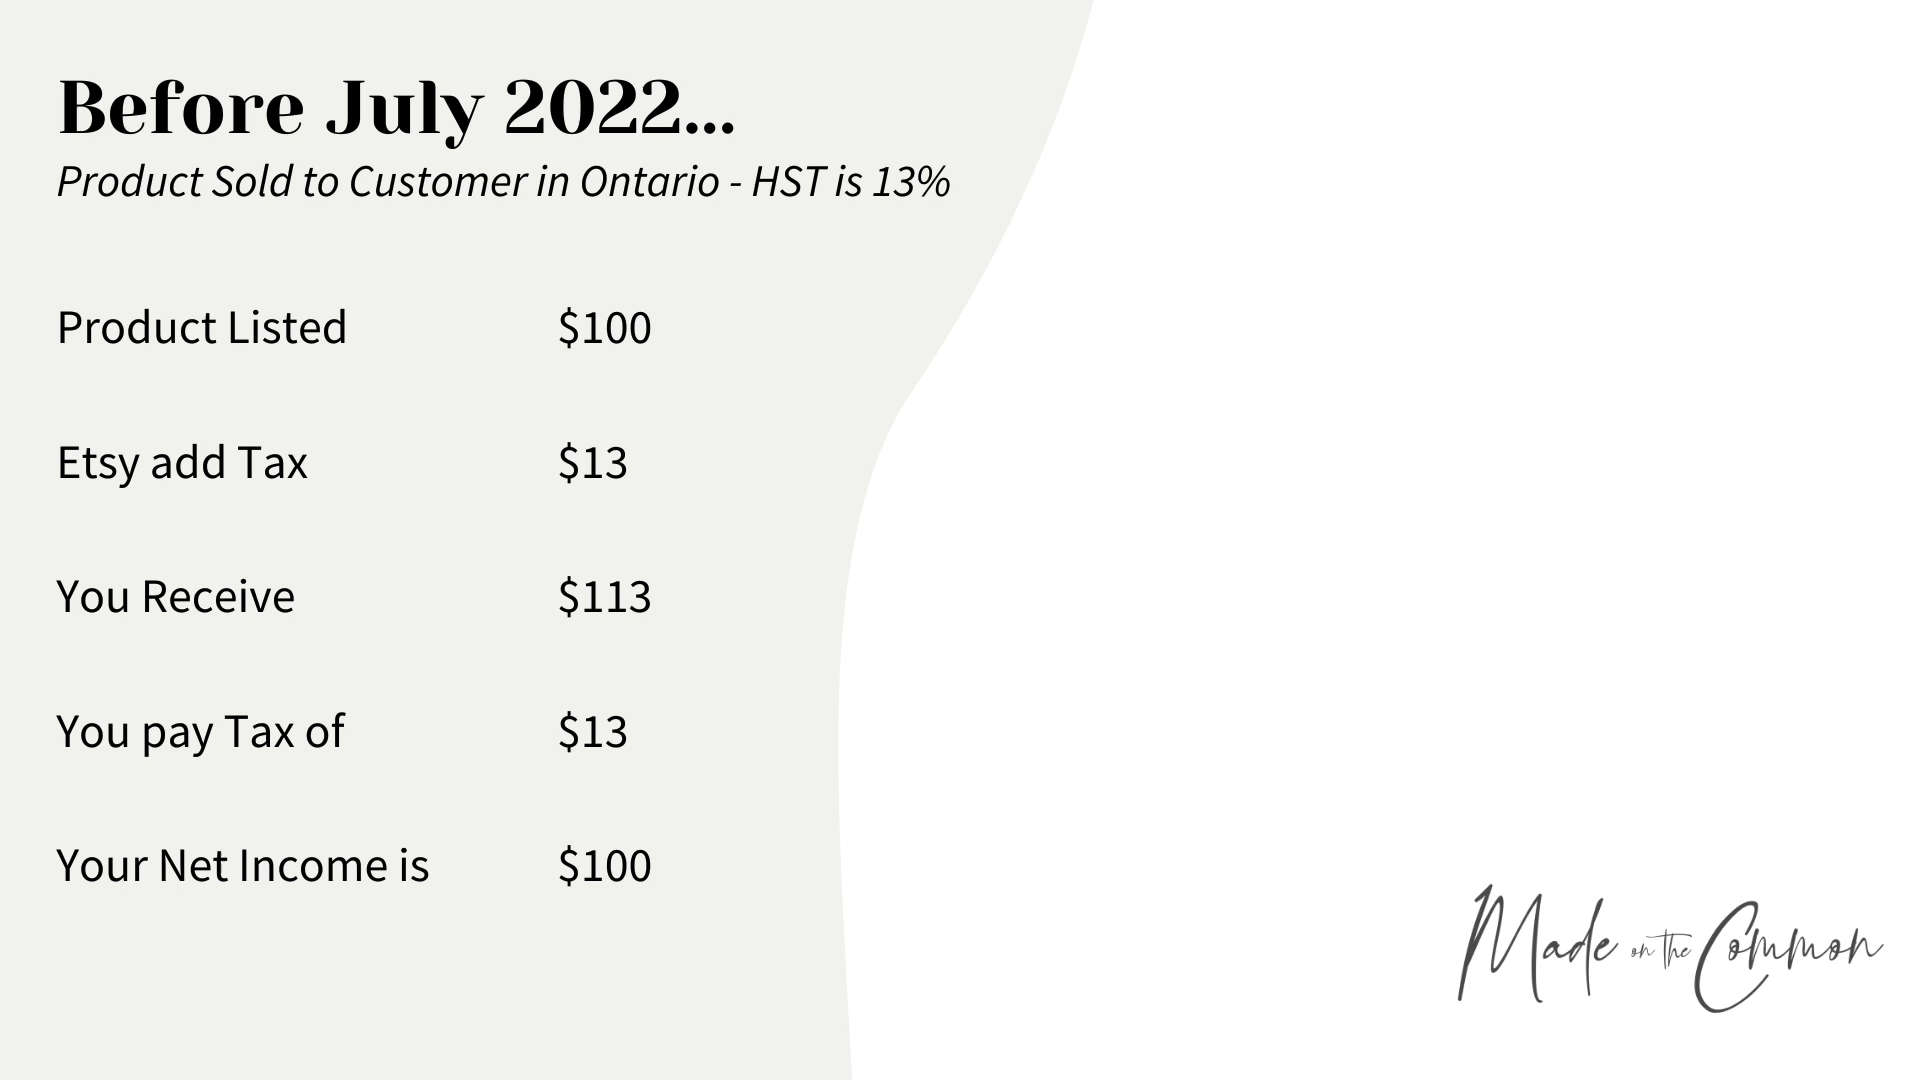 Before July 2022...
Product Sold to Customer in Ontario - HST is 13%
Product Listed $100
Etsy add Tax $13
You Receive $113
You pay Tax of $13
Your Net Income is $100
Made on the Common